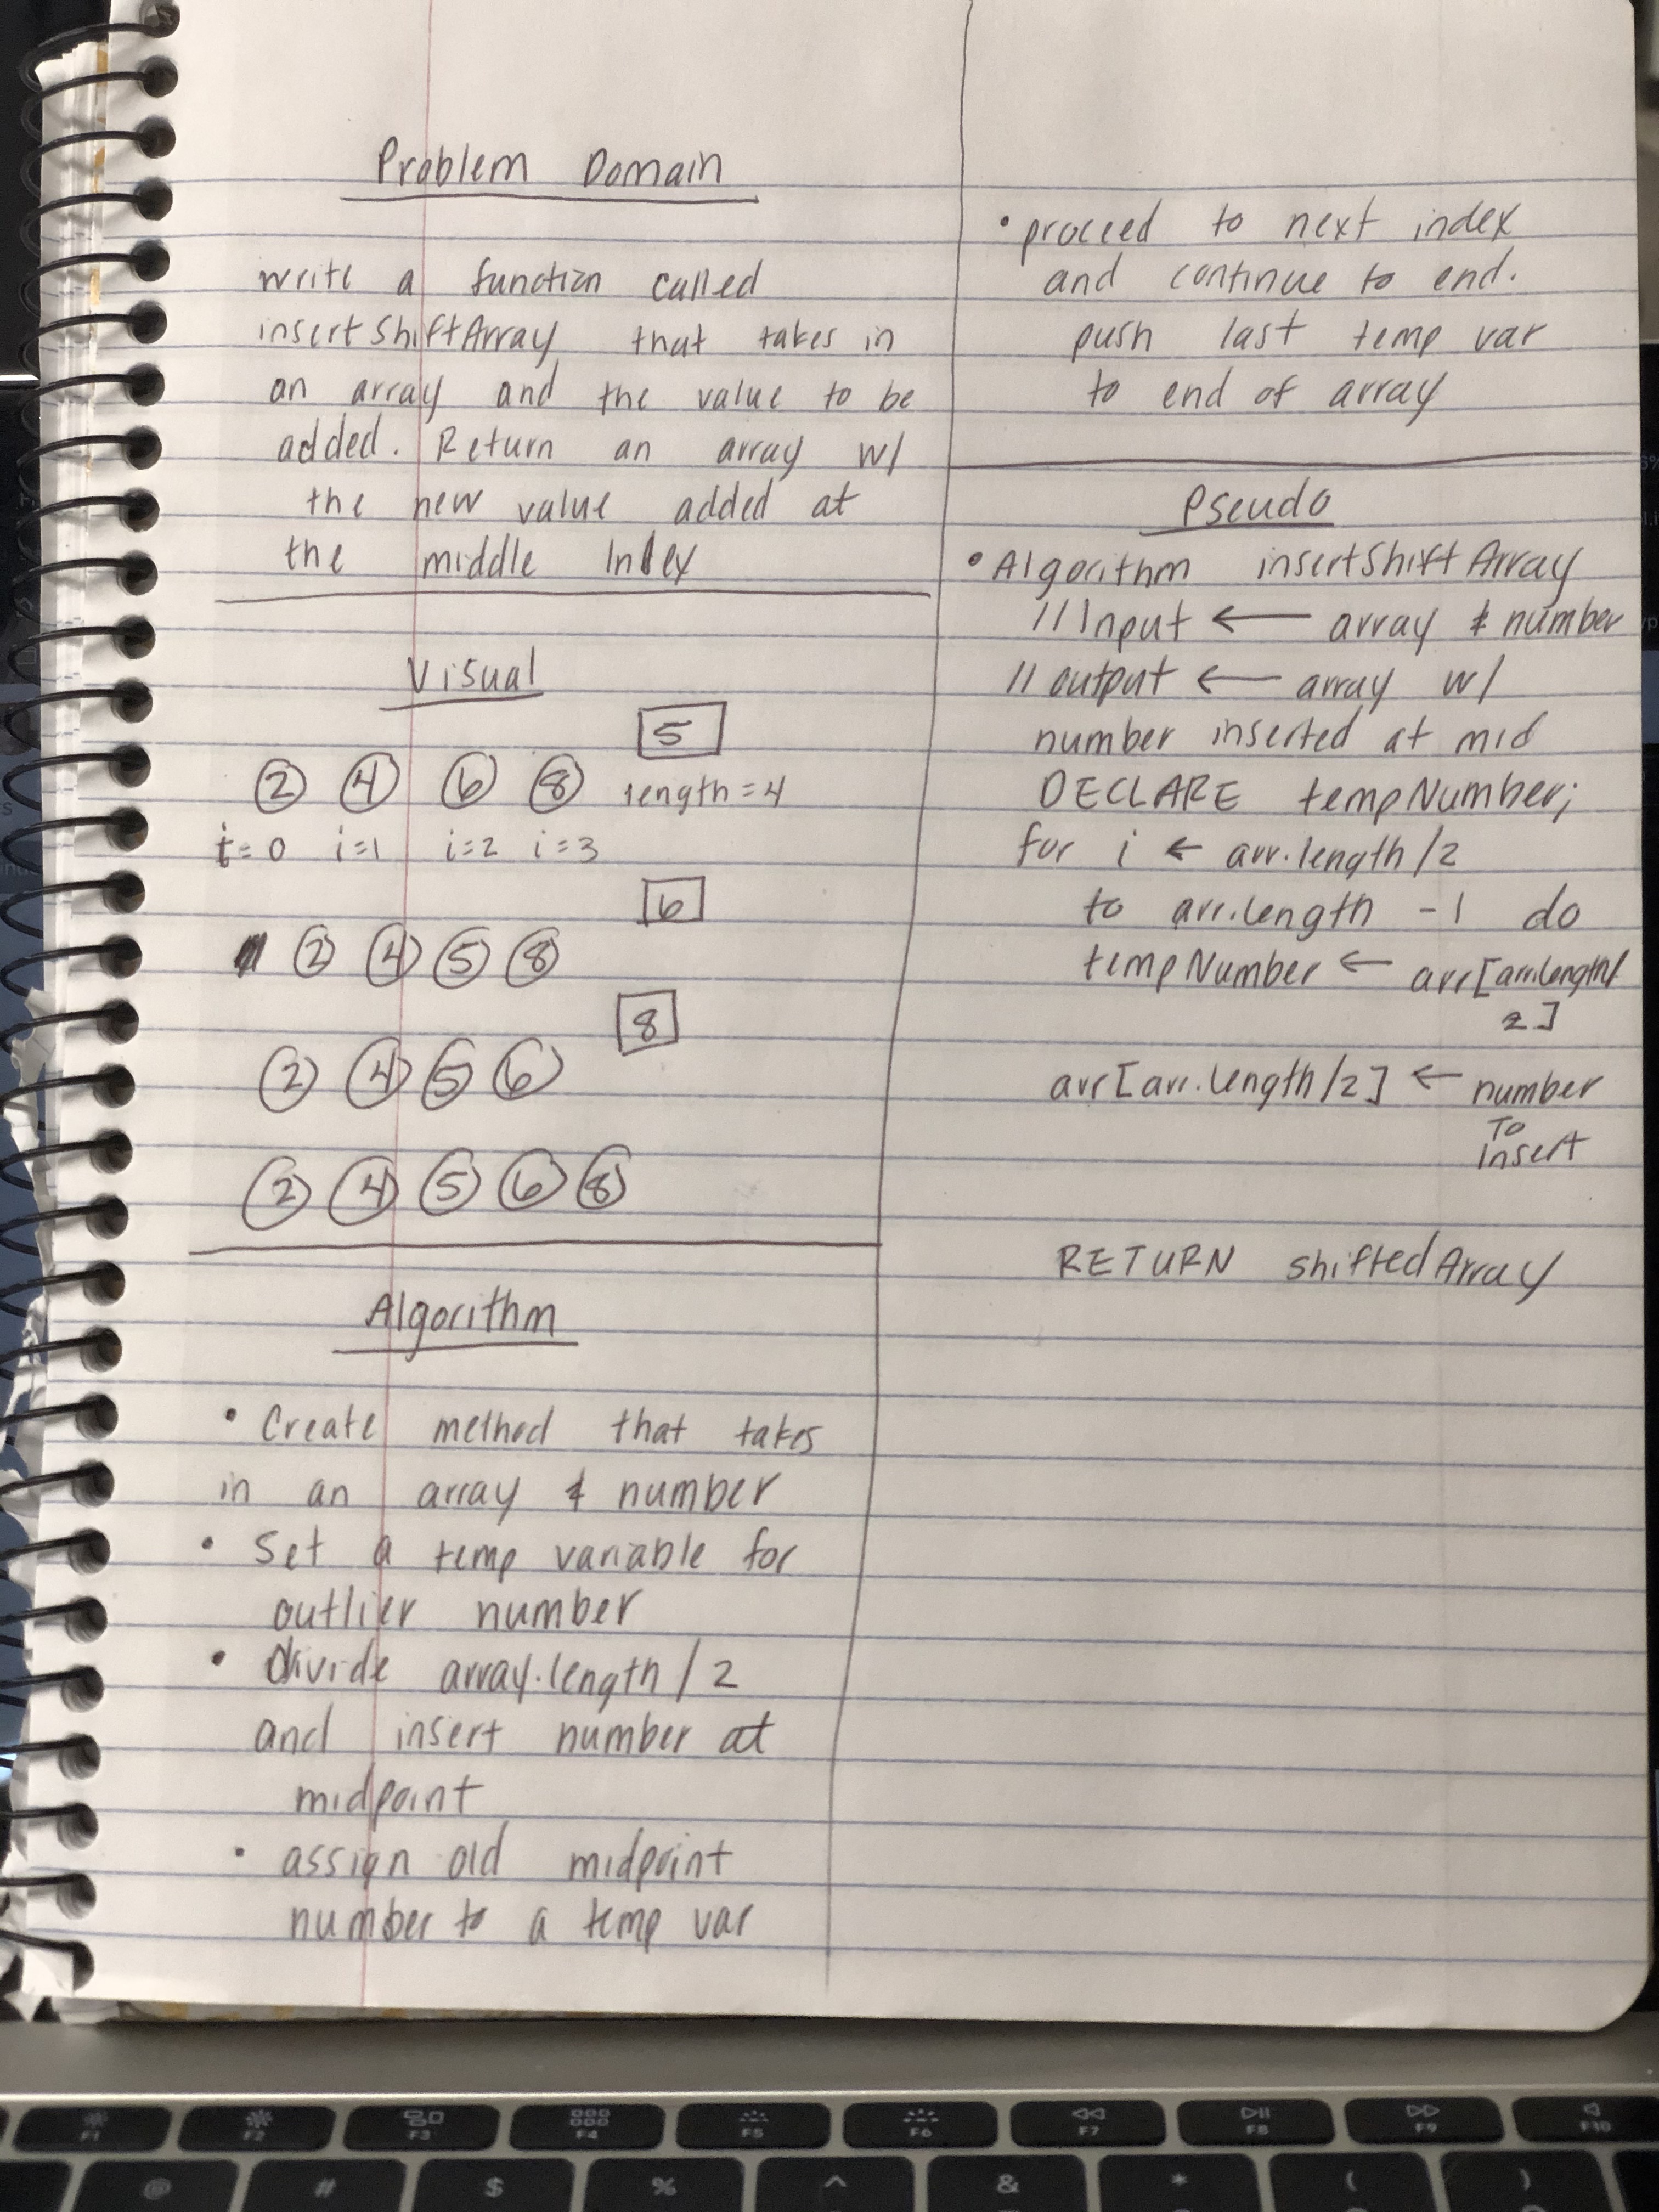 Problem Domain
write a function called
insertShiftArray that takes in
an array and the value to be
added. Return an array w/
the new value added at
the middle Index
Visual
5
2 4 6 8 length = 4
i=0 i=1 i=2 i=3
6
2 4 5 8
8
2 4 5 6
2 4 5 6 8
Algorithm
• Create method that takes
in an array & number
• Set a temp variable for
outlier number
• Divide array.length / 2
and insert number at
midpoint
• assign old midpoint
number to a temp var
• proceed to next index
and continue to end.
push last temp var
to end of array
Pseudo
• Algorithm insertShiftArray
// Input ← array & number
// output ← array w/
number inserted at mid
DECLARE tempNumber;
for i ← arr.length/2
to arr.length -1 do
tempNumber ← arr[arr.length/
2]
arr[arr.length/2] ← number
To
insert
RETURN shiftedArray
F1 F2 F3 F4 F5 F6 F7 F8 F9 F10
@ # $ % ^ & * ( )